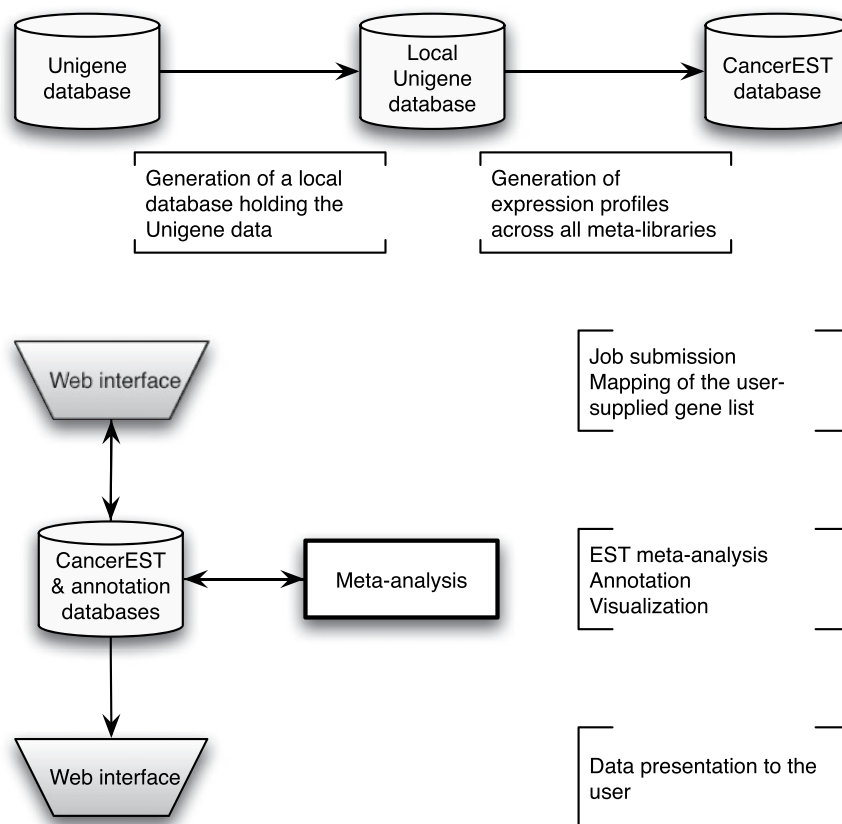 Unigene
database
Local
Unigene
database
CancerEST
database
Generation of a local
database holding the
Unigene data
Generation of
expression profiles
across all meta-libraries
Web interface
Job submission
Mapping of the user-
supplied gene list
CancerEST
& annotation
databases
Meta-analysis
EST meta-analysis
Annotation
Visualization
Web interface
Data presentation to the
user